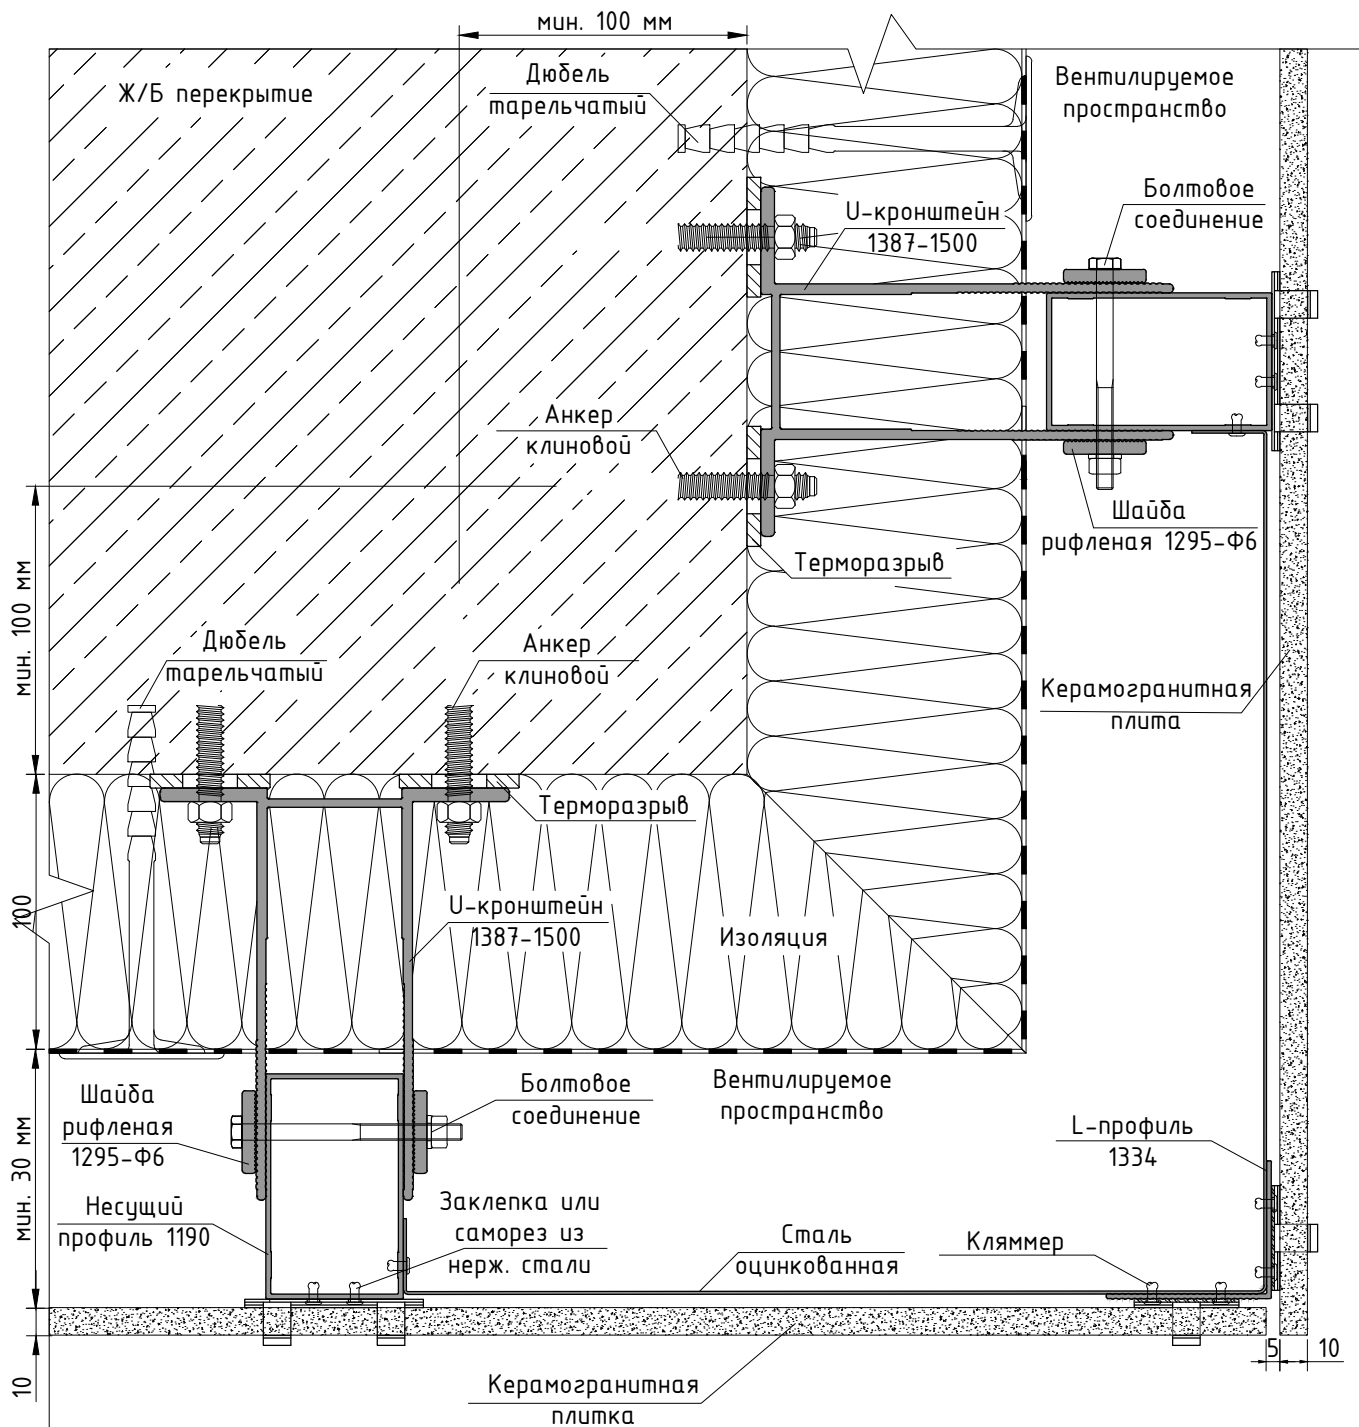 мин. 100 мм
Ж/Б перекрытие
Дюбель
тарельчатый
Вентилируемое
пространство
Болтовое
соединение
U-кронштейн
1387-1500
Анкер
клиновой
Шайба
рифленая 1295-Ф6
Терморазрыв
мин. 100 мм
Дюбель
тарельчатый
Анкер
клиновой
Керамогранитная
плита
Терморазрыв
100
U-кронштейн
1387-1500
Изоляция
мин. 30 мм
Шайба
рифленая
1295-Ф6
Болтовое
соединение
Вентилируемое
пространство
L-профиль
1334
Несущий
профиль 1190
Заклепка или
саморез из
нерж. стали
Сталь
оцинкованная
Кляммер
10
5
10
Керамогранитная
плитка